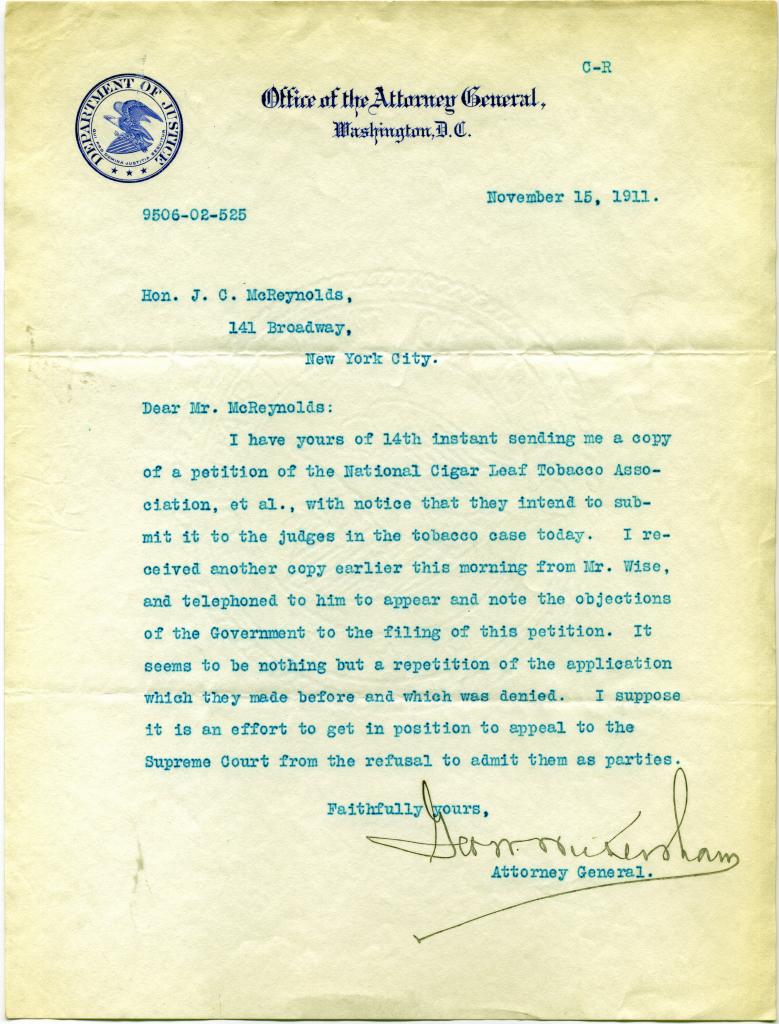 C-R
DEPARTMENT OF JUSTICE
QUI PRO DOMINA JUSTITIA SEQUITUR
Office of the Attorney General,
Washington, D.C.
November 15, 1911.
9506-02-525
Hon. J. C. McReynolds,
141 Broadway,
New York City.
Dear Mr. McReynolds:
I have yours of 14th instant sending me a copy
of a petition of the National Cigar Leaf Tobacco Asso-
ciation, et al., with notice that they intend to sub-
mit it to the judges in the tobacco case today. I re-
ceived another copy earlier this morning from Mr. Wise,
and telephoned to him to appear and note the objections
of the Government to the filing of this petition. It
seems to be nothing but a repetition of the application
which they made before and which was denied. I suppose
it is an effort to get in position to appeal to the
Supreme Court from the refusal to admit them as parties.
Faithfully yours,
Geo. W. Wickersham
Attorney General.